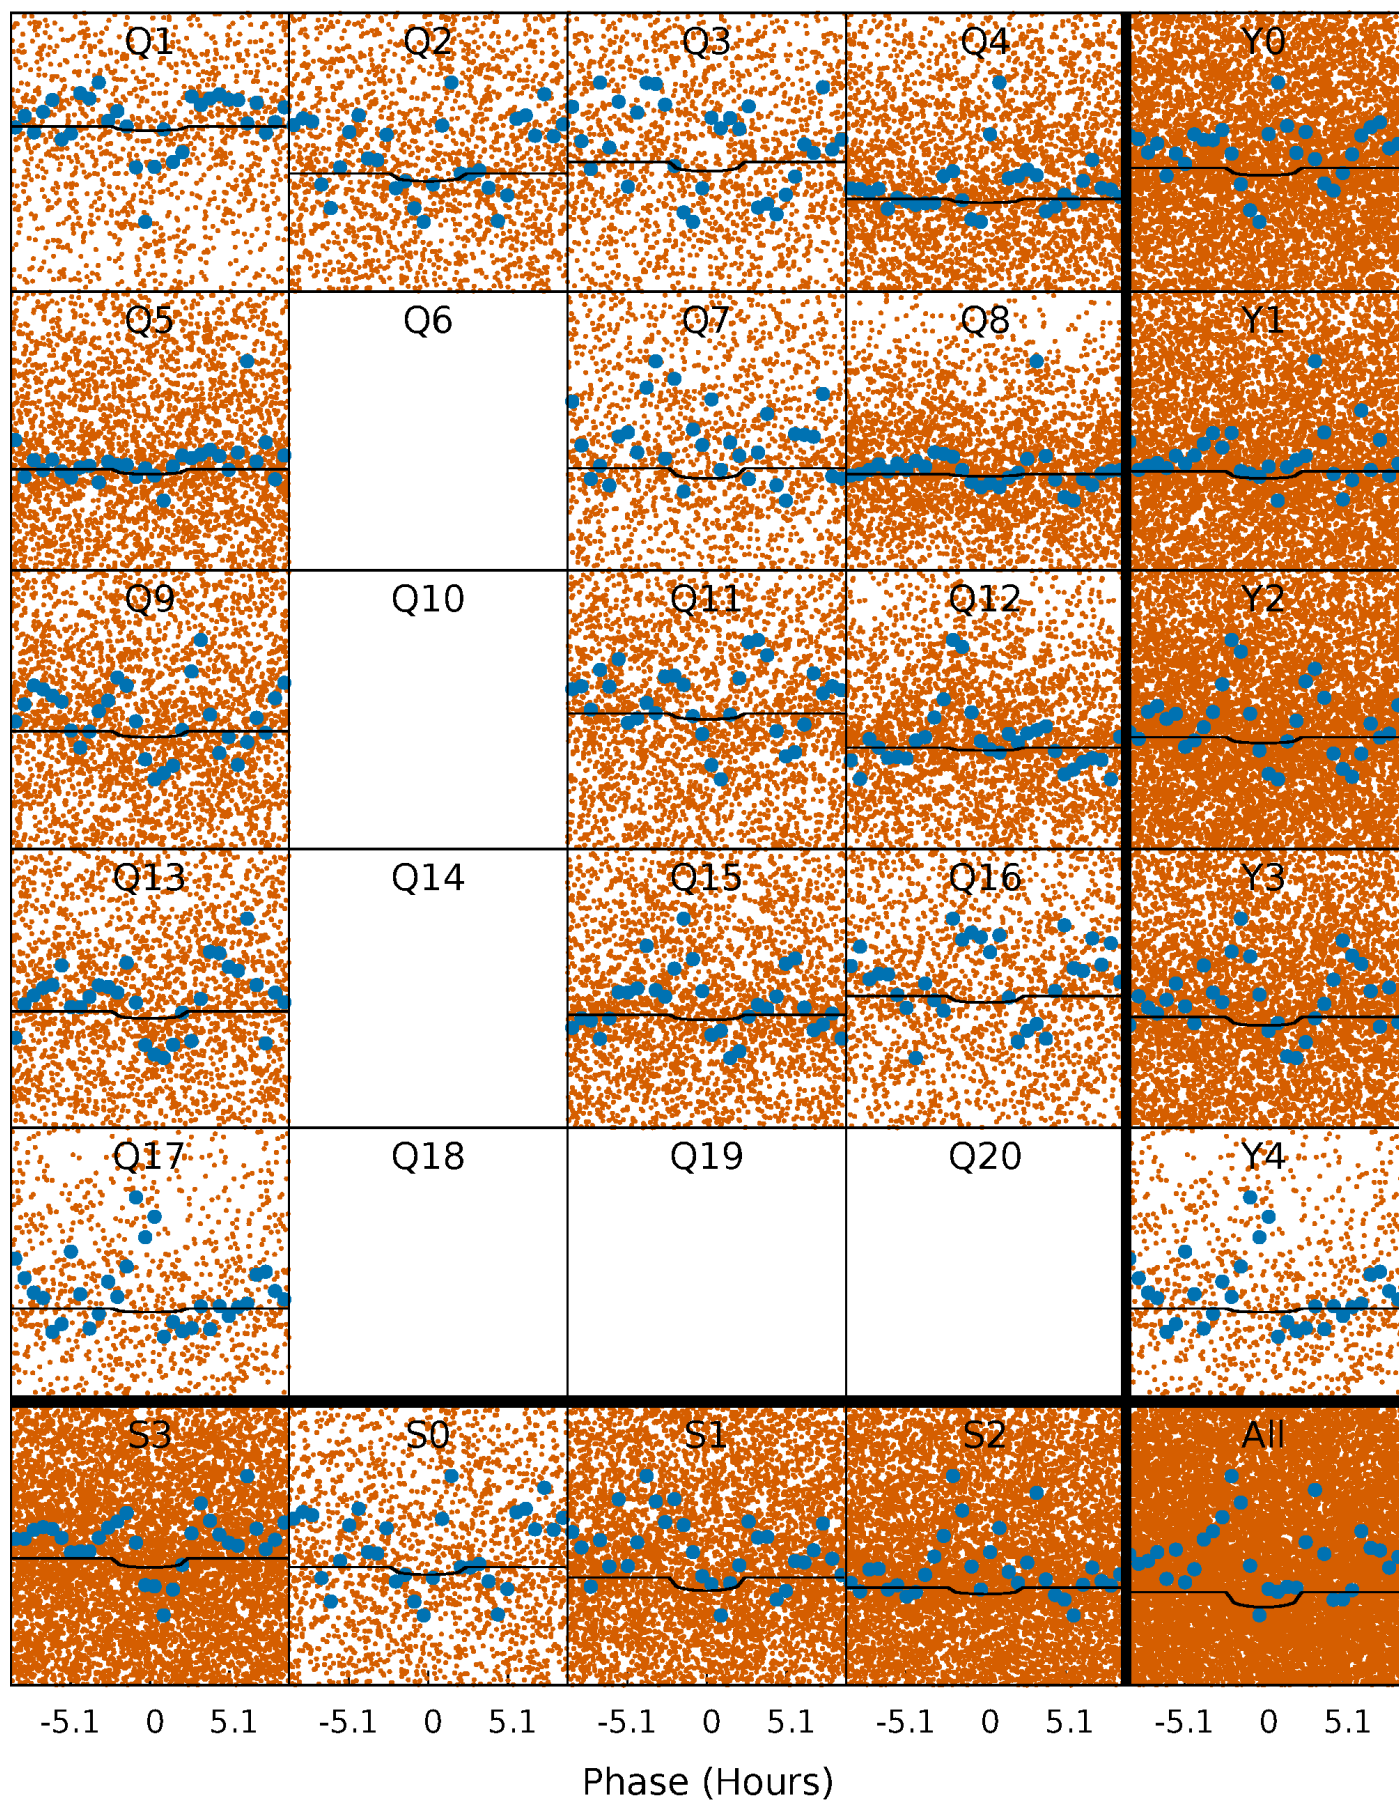 Q1 Q2 Q3 Q4 Y0
Q5 Q6 Q7 Q8 Y1
Q9 Q10 Q11 Q12 Y2
Q13 Q14 Q15 Q16 Y3
Q17 Q18 Q19 Q20 Y4
S3 S0 S1 S2 All
-5.1 0 5.1 -5.1 0 5.1 -5.1 0 5.1 -5.1 0 5.1 -5.1 0 5.1
Phase (Hours)